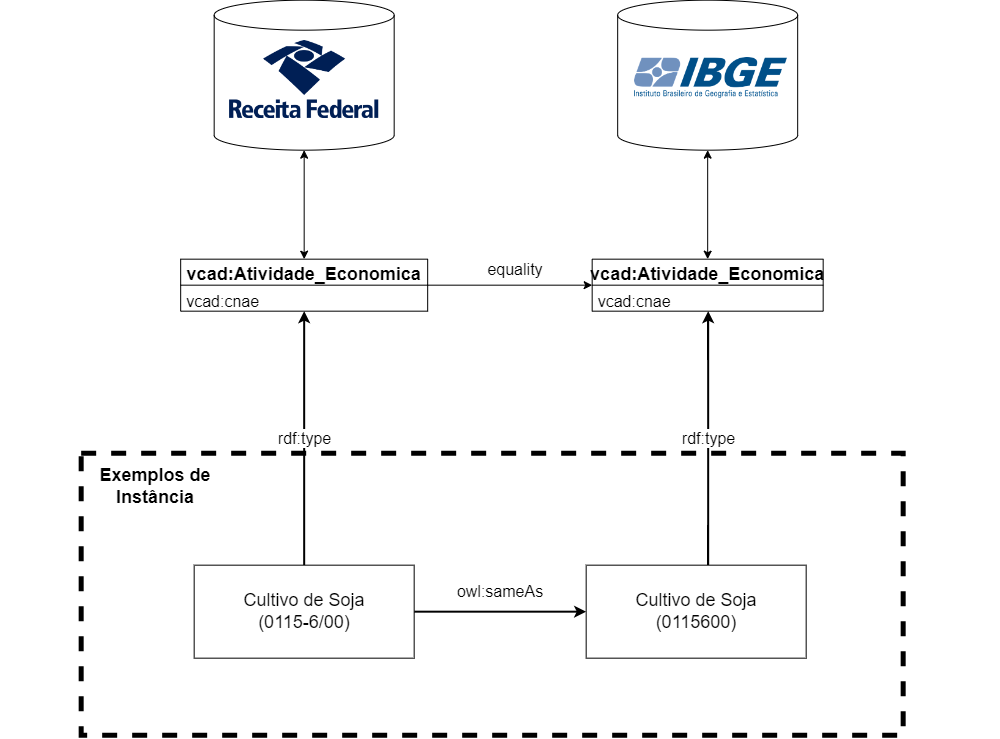 Receita Federal
IBGE
Instituto Brasileiro de Geografia e Estatística
vcad:Atividade_Economica
vcad:cnae
equality
vcad:Atividade_Economica
vcad:cnae
rdf:type
rdf:type
Exemplos de
Instância
Cultivo de Soja
(0115-6/00)
owl:sameAs
Cultivo de Soja
(0115600)